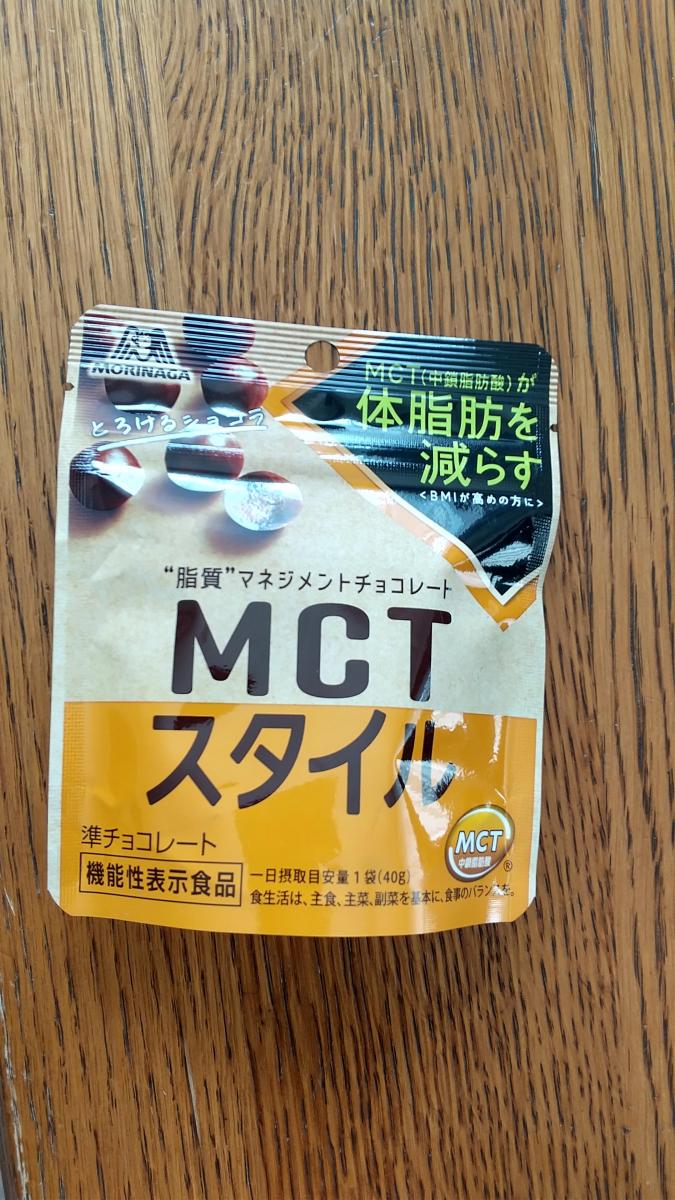 MORINAGA
とろけるショコラ
MCT(中鎖脂肪酸)が
体脂肪を
減らす
<BMIが高めの方に>
“脂質”マネジメントチョコレート
MCT
スタイル
準チョコレート
機能性表示食品
一日摂取目安量1袋(40g)
食生活は、主食、主菜、副菜を基本に、食事のバランスを。
MCT
中鎖脂肪酸
®